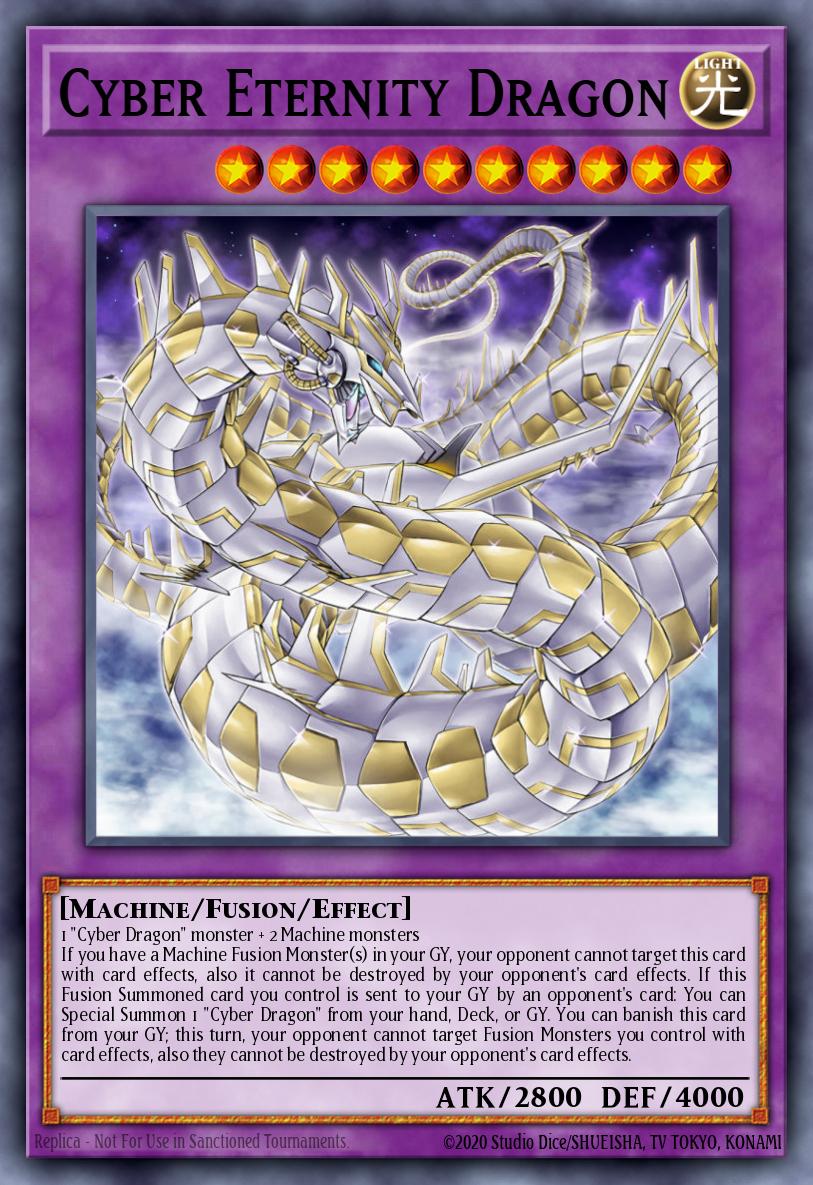 CYBER ETERNITY DRAGON
LIGHT
光
[MACHINE/FUSION/EFFECT]
1 "Cyber Dragon" monster + 2 Machine monsters
If you have a Machine Fusion Monster(s) in your GY, your opponent cannot target this card
with card effects, also it cannot be destroyed by your opponent's card effects. If this
Fusion Summoned card you control is sent to your GY by an opponent's card: You can
Special Summon 1 "Cyber Dragon" from your hand, Deck, or GY. You can banish this card
from your GY; this turn, your opponent cannot target Fusion Monsters you control with
card effects, also they cannot be destroyed by your opponent's card effects.
ATK/2800 DEF/4000
Replica - Not For Use in Sanctioned Tournaments.
©2020 Studio Dice/SHUEISHA, TV TOKYO, KONAMI